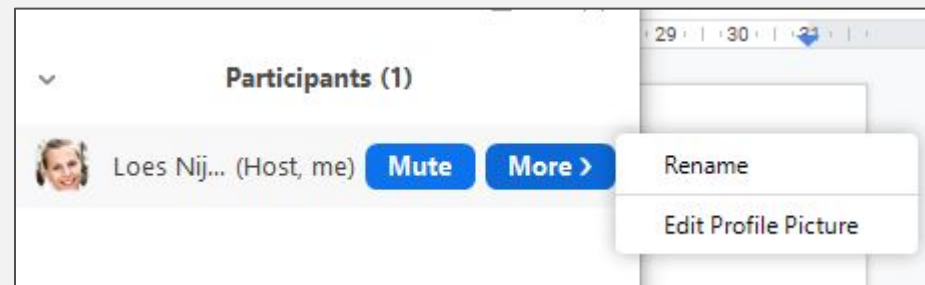 29 30 31
Participants (1)
Loes Nij... (Host, me) Mute More >
Rename
Edit Profile Picture